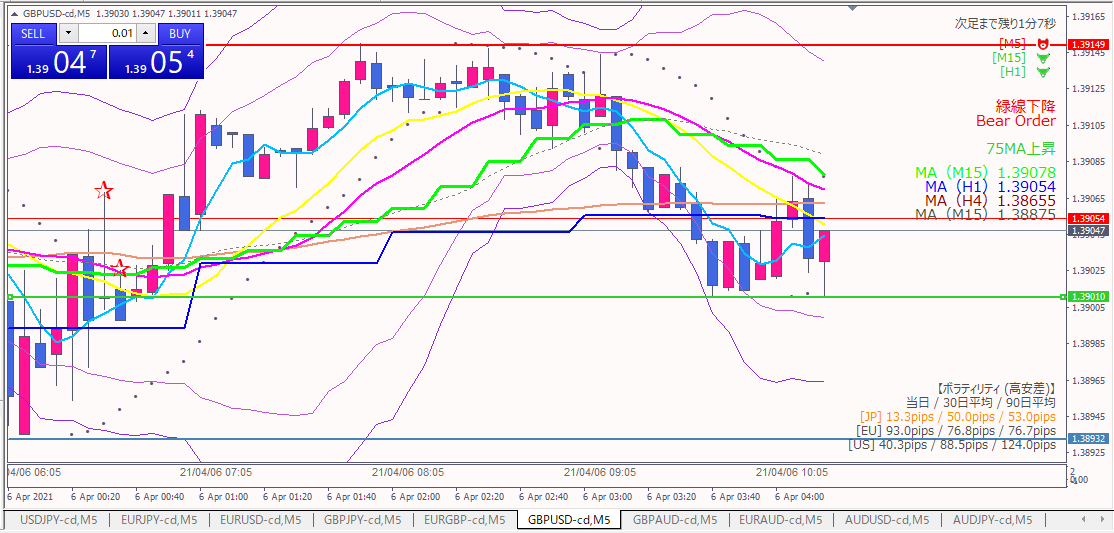 GBPUSD-cd,M5 1.39030 1.39047 1.39011 1.39047
SELL 0.01 BUY
1.39 04 7
1.39 05 4
次足まで残り1分7秒
[M5]
[M15]
[H1]
緑線下降
Bear Order
75MA上昇
MA（M15）1.39078
MA（H1）1.39054
MA（H4）1.38655
MA（M15）1.38875
1.39165
1.39149
1.39145
1.39125
1.39105
1.39085
1.39065
1.39054
1.39047
1.39025
1.39010
1.39005
1.38985
1.38965
1.38945
1.38932
1.38925
【ボラティリティ(高安差)】
当日 / 30日平均 / 90日平均
[JP] 13.3pips / 50.0pips / 53.0pips
[EU] 93.0pips / 76.8pips / 76.7pips
[US] 40.3pips / 88.5pips / 124.0pips
04/06 06:05 21/04/06 07:05 21/04/06 08:05 21/04/06 09:05 21/04/06 10:05
6 Apr 2021 6 Apr 00:20 6 Apr 00:40 6 Apr 01:00 6 Apr 01:20 6 Apr 01:40 6 Apr 02:00 6 Apr 02:20 6 Apr 02:40 6 Apr 03:00 6 Apr 03:20 6 Apr 03:40 6 Apr 04:00
USDJPY-cd,M5 EURJPY-cd,M5 EURUSD-cd,M5 GBPJPY-cd,M5 EURGBP-cd,M5 GBPUSD-cd,M5 GBPAUD-cd,M5 EURAUD-cd,M5 AUDUSD-cd,M5 AUDJPY-cd,M5